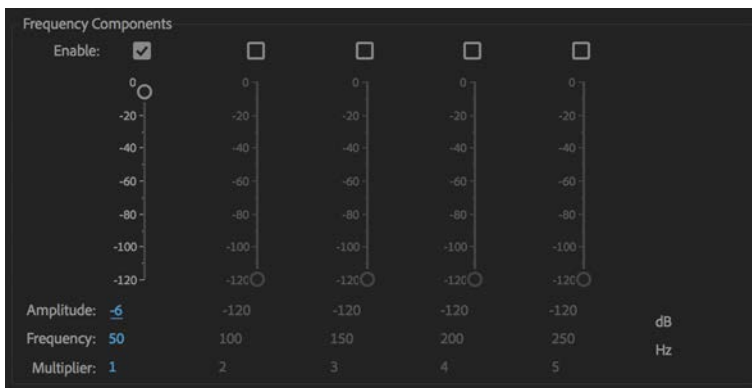 Frequency Components
Enable:
0 0 0 0 0
-20 -20 -20 -20 -20
-40 -40 -40 -40 -40
-60 -60 -60 -60 -60
-80 -80 -80 -80 -80
-100 -100 -100 -100 -100
-120 -120 -120 -120 -120
Amplitude: -6 -120 -120 -120 -120 dB
Frequency: 50 100 150 200 250 Hz
Multiplier: 1 2 3 4 5